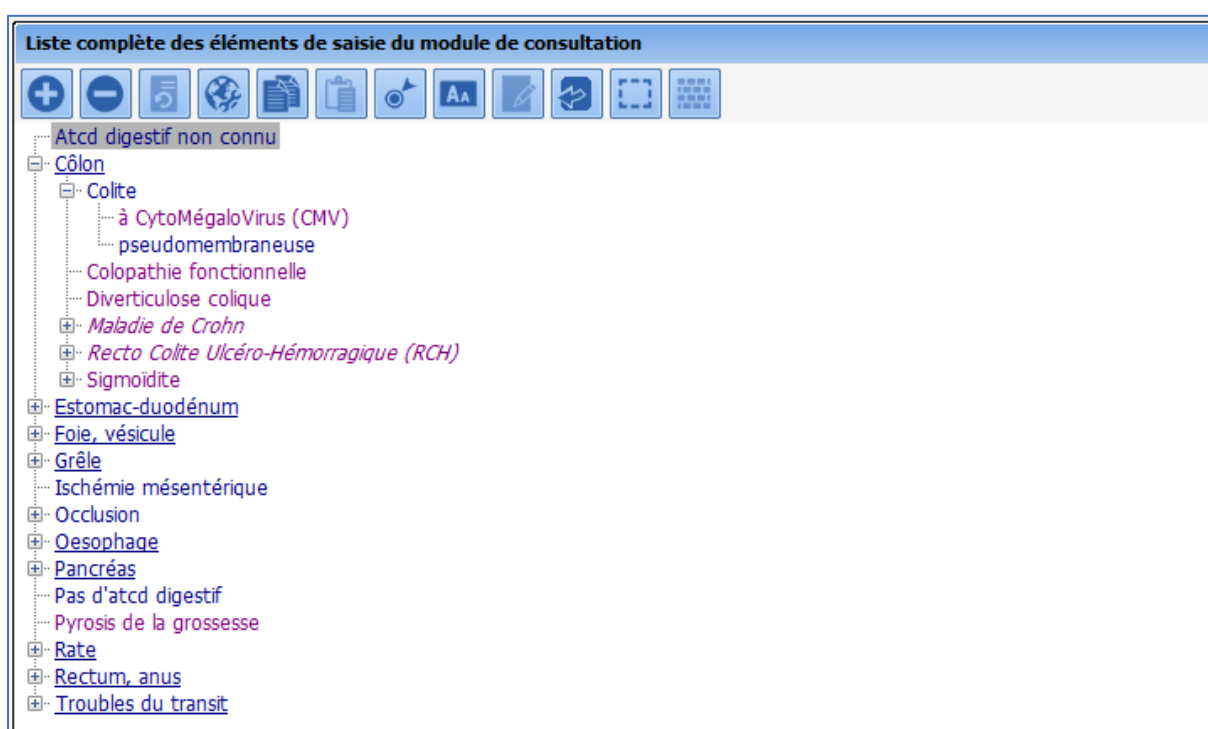 Liste complète des éléments de saisie du module de consultation
AA
Atcd digestif non connu
Côlon
Colite
à CytoMégaloVirus (CMV)
pseudomembraneuse
Colopathie fonctionnelle
Diverticulose colique
Maladie de Crohn
Recto Colite Ulcéro-Hémorragique (RCH)
Sigmoïdite
Estomac-duodénum
Foie, vésicule
Grêle
Ischémie mésentérique
Occlusion
Oesophage
Pancréas
Pas d'atcd digestif
Pyrosis de la grossesse
Rate
Rectum, anus
Troubles du transit